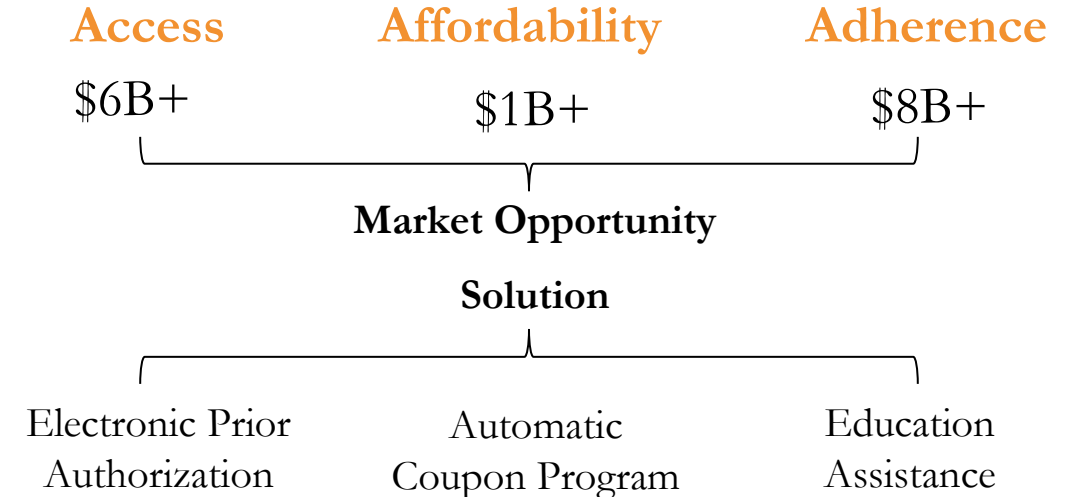 Access Affordability Adherence
$6B+ $1B+ $8B+
Market Opportunity
Solution
Electronic Prior Authorization
Automatic Coupon Program
Education Assistance